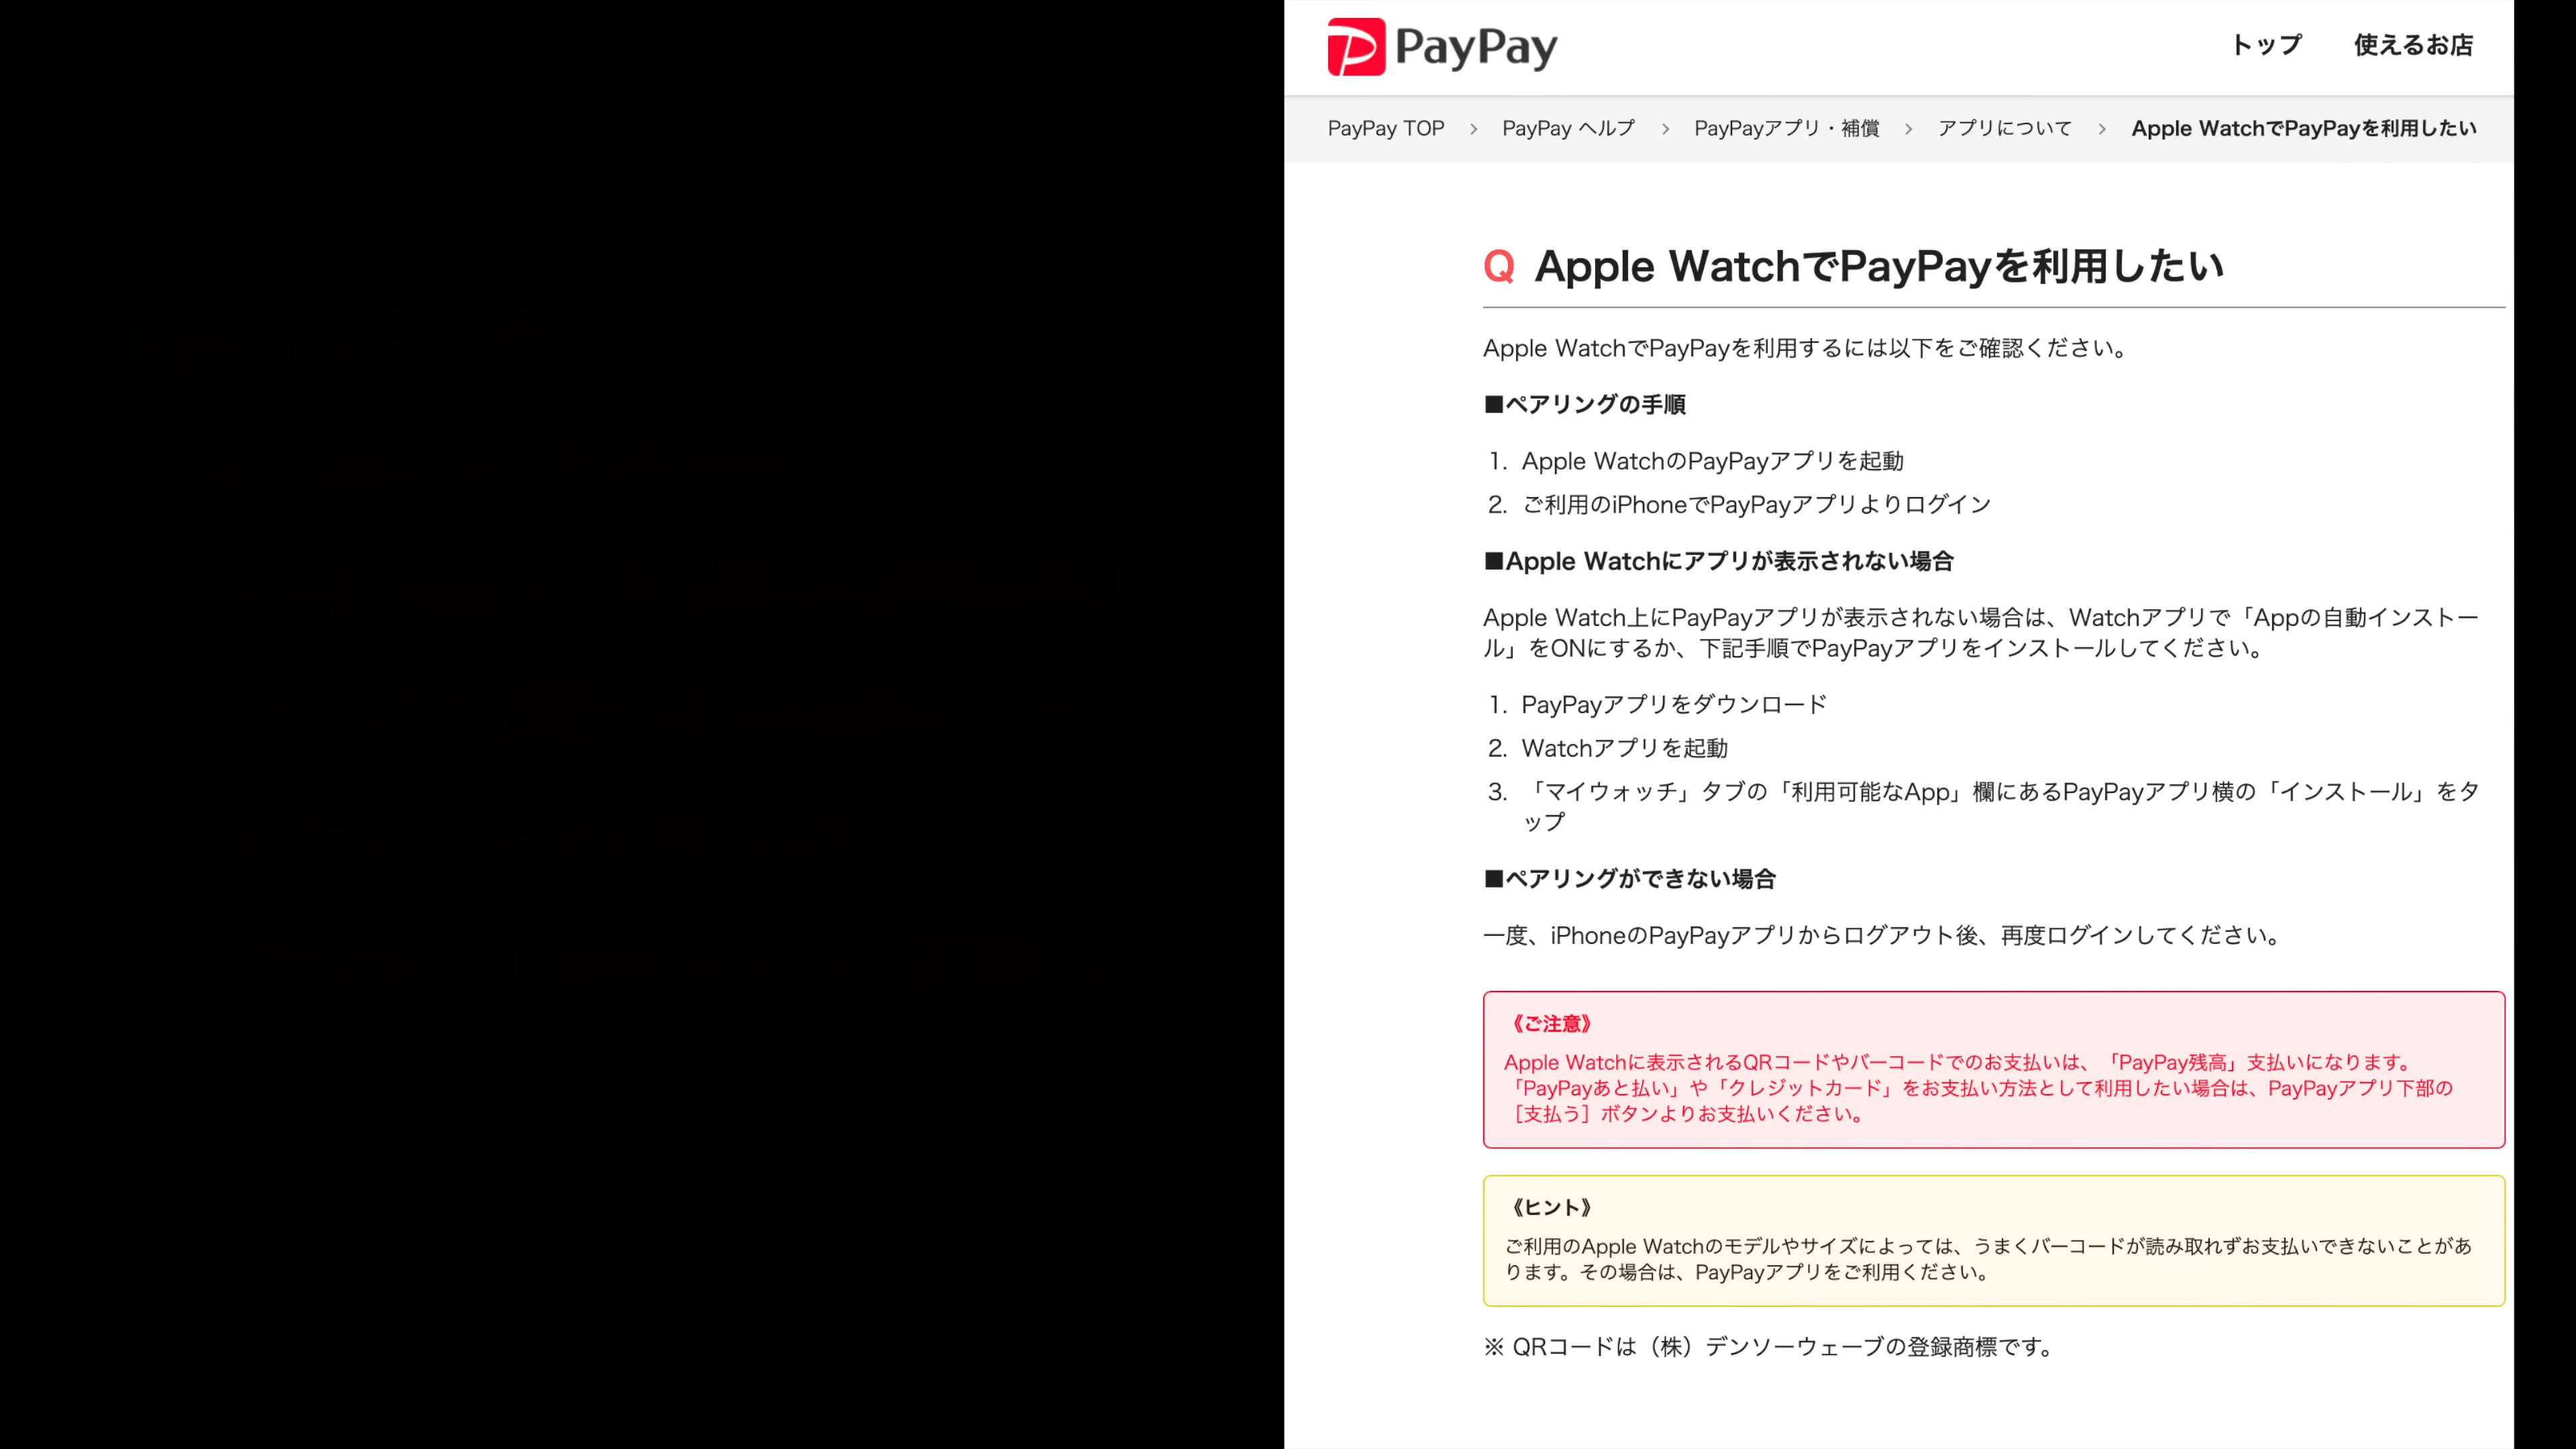 PayPay
トップ 使えるお店
PayPay TOP > PayPay ヘルプ > PayPayアプリ・補償 > アプリについて > Apple WatchでPayPayを利用したい
Q Apple WatchでPayPayを利用したい
Apple WatchでPayPayを利用するには以下をご確認ください。
■ペアリングの手順
1. Apple WatchのPayPayアプリを起動
2. ご利用のiPhoneでPayPayアプリよりログイン
■Apple Watchにアプリが表示されない場合
Apple Watch上にPayPayアプリが表示されない場合は、Watchアプリで「Appの自動インストー
ル」をONにするか、下記手順でPayPayアプリをインストールしてください。
1. PayPayアプリをダウンロード
2. Watchアプリを起動
3. 「マイウォッチ」タブの「利用可能なApp」欄にあるPayPayアプリ横の「インストール」をタ
ップ
■ペアリングができない場合
一度、iPhoneのPayPayアプリからログアウト後、再度ログインしてください。
《ご注意》
Apple Watchに表示されるQRコードやバーコードでのお支払いは、「PayPay残高」支払いになります。
「PayPayあと払い」や「クレジットカード」をお支払い方法として利用したい場合は、PayPayアプリ下部の
［支払う］ボタンよりお支払いください。
《ヒント》
ご利用のApple Watchのモデルやサイズによっては、うまくバーコードが読み取れずお支払いできないことがあ
ります。その場合は、PayPayアプリをご利用ください。
※ QRコードは（株）デンソーウェーブの登録商標です。